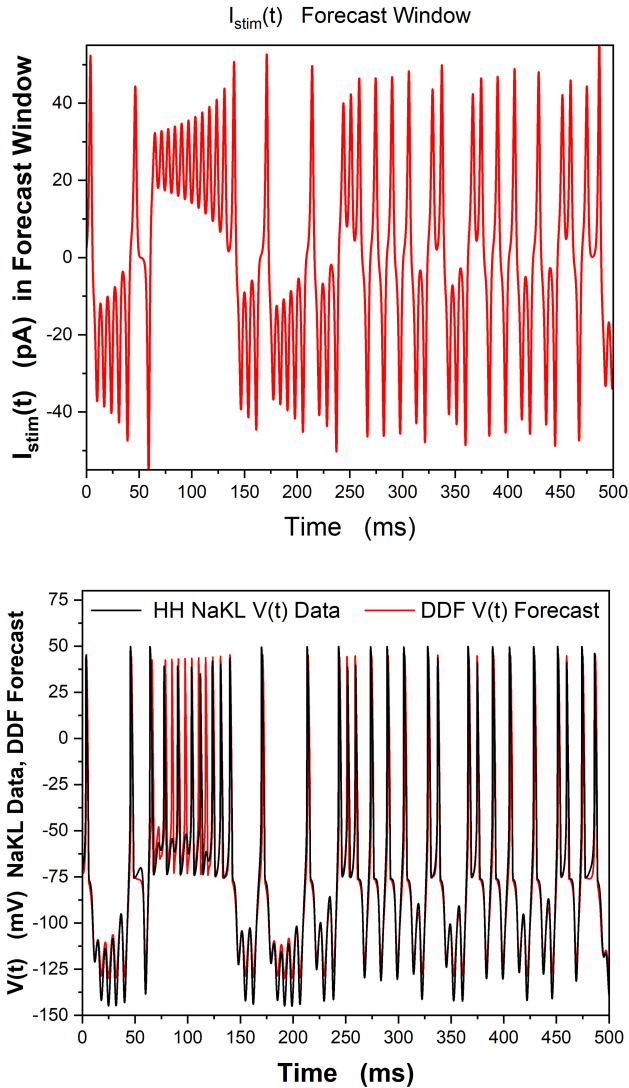 I_stim(t) Forecast Window
I_stim(t) (pA) in Forecast Window
40
20
0
-20
-40
0 50 100 150 200 250 300 350 400 450 500
Time (ms)
V(t) (mV) NaKL Data, DDF Forecast
HH NaKL V(t) Data DDF V(t) Forecast
75
50
25
0
-25
-50
-75
-100
-125
-150
0 50 100 150 200 250 300 350 400 450 500
Time (ms)